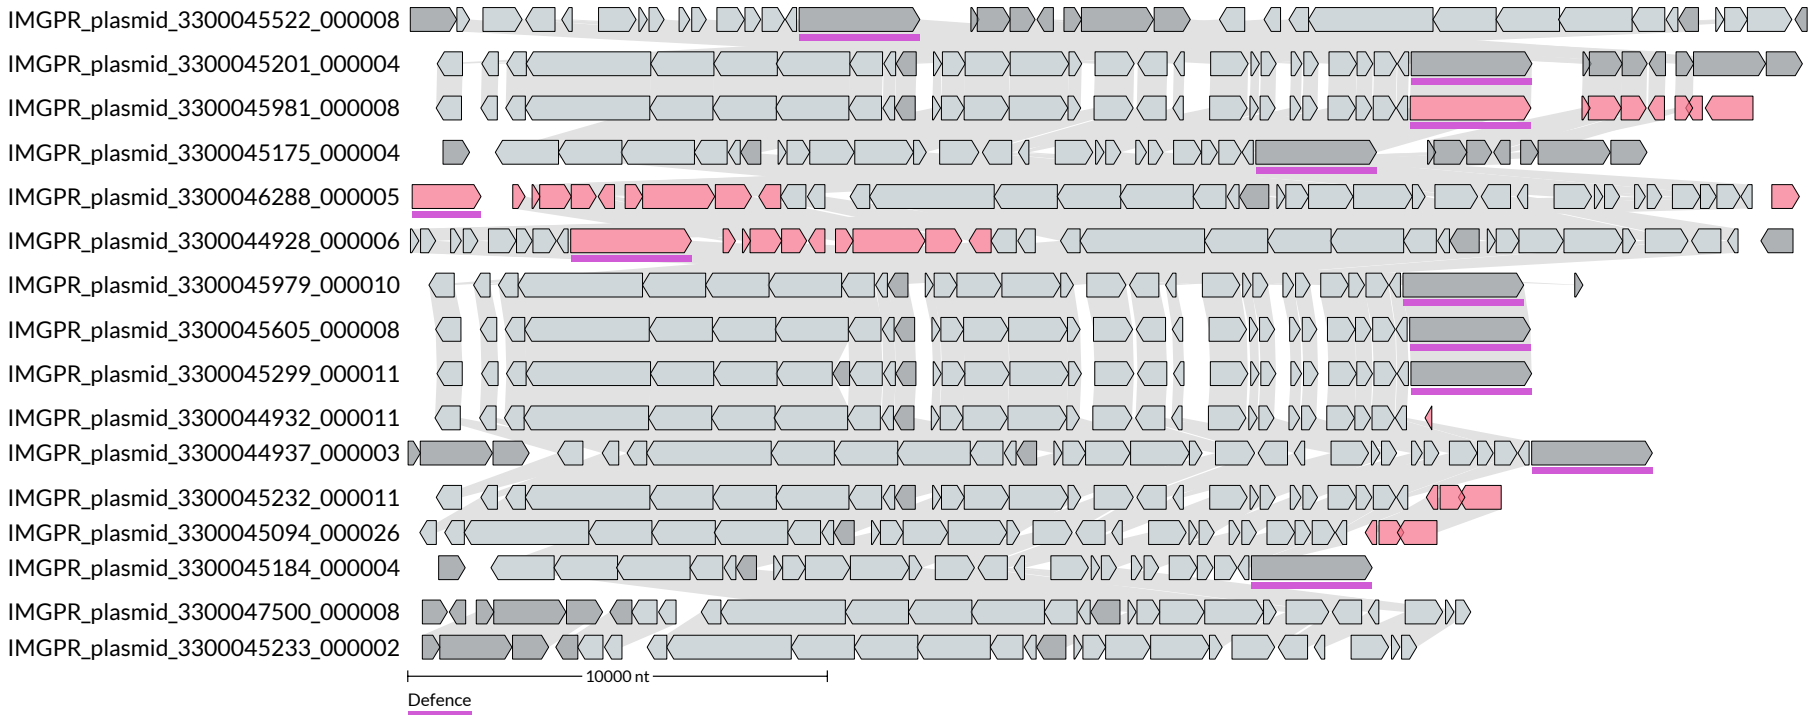 IMGPR_plasmid_3300045522_000008
IMGPR_plasmid_3300045201_000004
IMGPR_plasmid_3300045981_000008
IMGPR_plasmid_3300045175_000004
IMGPR_plasmid_3300046288_000005
IMGPR_plasmid_3300044928_000006
IMGPR_plasmid_3300045979_000010
IMGPR_plasmid_3300045605_000008
IMGPR_plasmid_3300045299_000011
IMGPR_plasmid_3300044932_000011
IMGPR_plasmid_3300044937_000003
IMGPR_plasmid_3300045232_000011
IMGPR_plasmid_3300045094_000026
IMGPR_plasmid_3300045184_000004
IMGPR_plasmid_3300047500_000008
IMGPR_plasmid_3300045233_000002
10000 nt
Defence